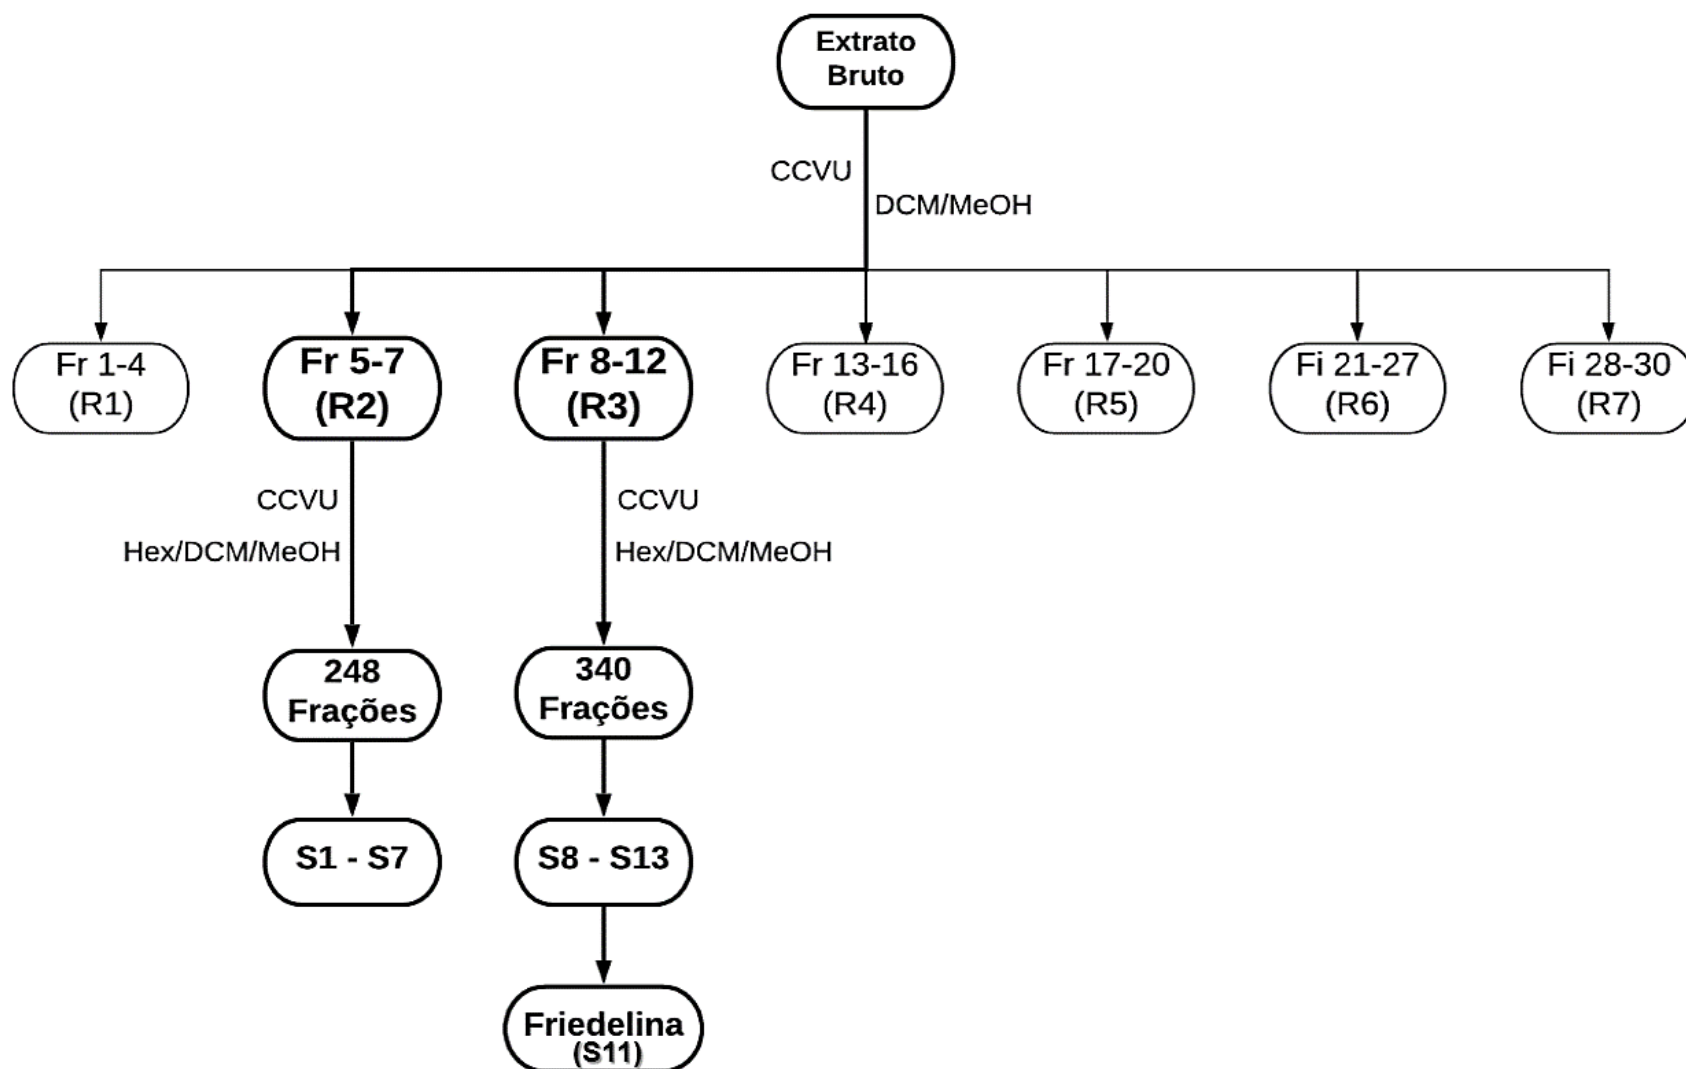 Extrato
Bruto
CCVU
DCM/MeOH
Fr 1-4
(R1)
Fr 5-7
(R2)
Fr 8-12
(R3)
Fr 13-16
(R4)
Fr 17-20
(R5)
Fi 21-27
(R6)
Fi 28-30
(R7)
CCVU
Hex/DCM/MeOH
CCVU
Hex/DCM/MeOH
248
Frações
340
Frações
S1 - S7
S8 - S13
Friedelina
(S11)